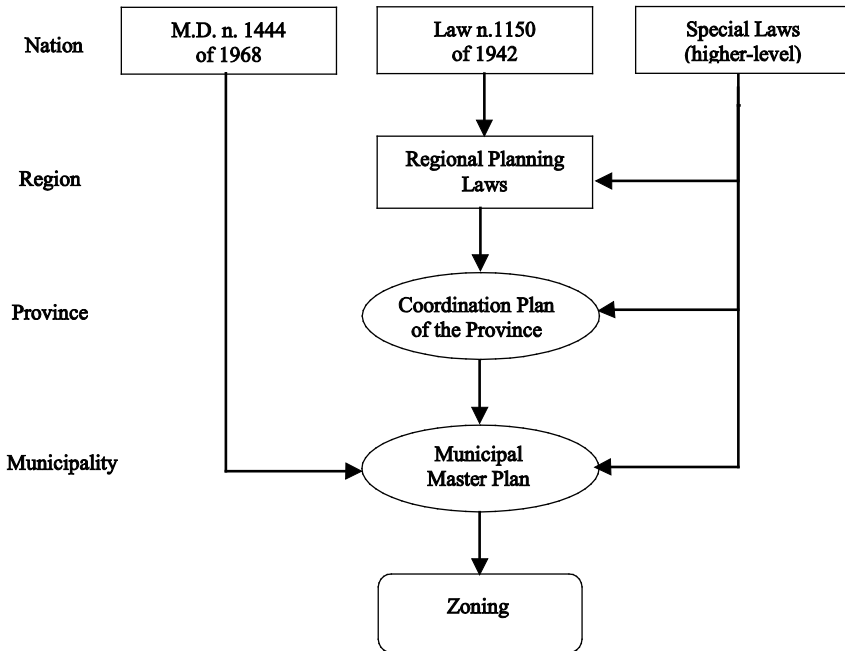 Nation
M.D. n. 1444
of 1968
Law n.1150
of 1942
Special Laws
(higher-level)
Region
Regional Planning
Laws
Province
Coordination Plan
of the Province
Municipality
Municipal
Master Plan
Zoning